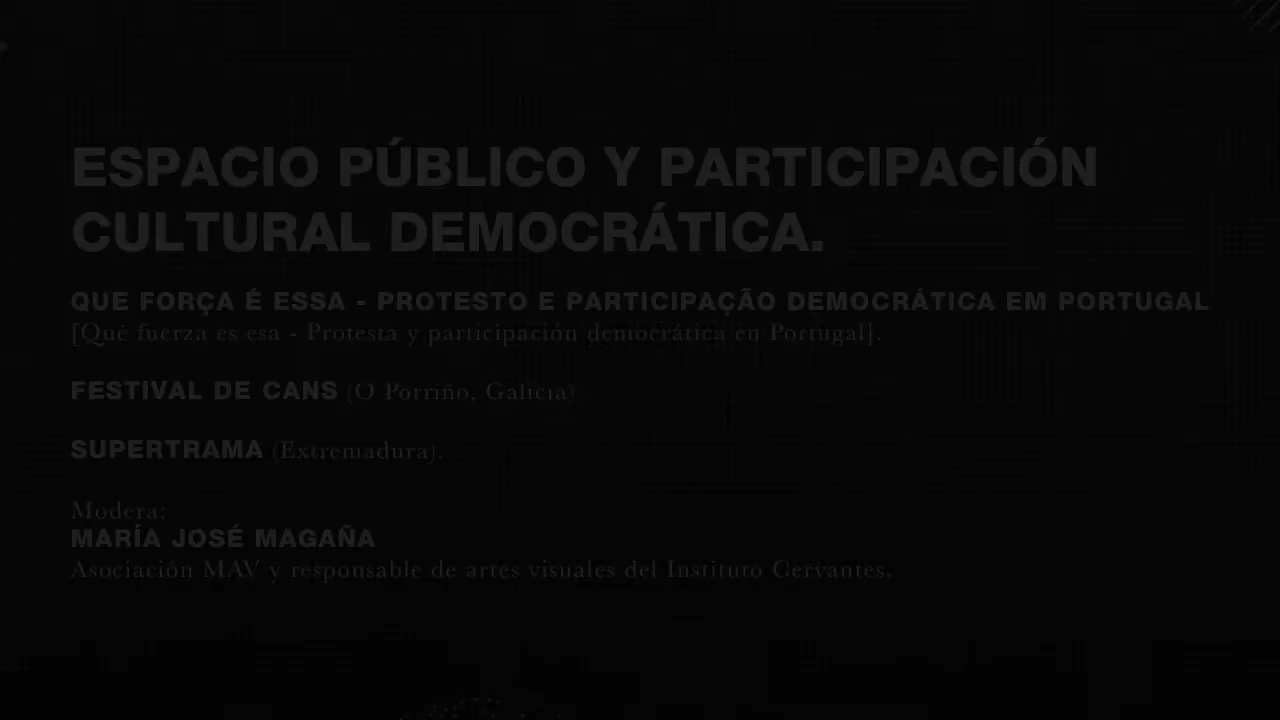 ESPACIO PÚBLICO Y PARTICIPACIÓN
CULTURAL DEMOCRÁTICA.
QUE FORÇA É ESSA - PROTESTO E PARTICIPAÇÃO DEMOCRÁTICA EM PORTUGAL
[Qué fuerza es esa - Protesta y participación democrática en Portugal].
FESTIVAL DE CANS (O Porriño, Galicia)
SUPERTRAMA (Extremadura).
Modera:
MARÍA JOSÉ MAGAÑA
Asociación MAV y responsable de artes visuales del Instituto Cervantes.